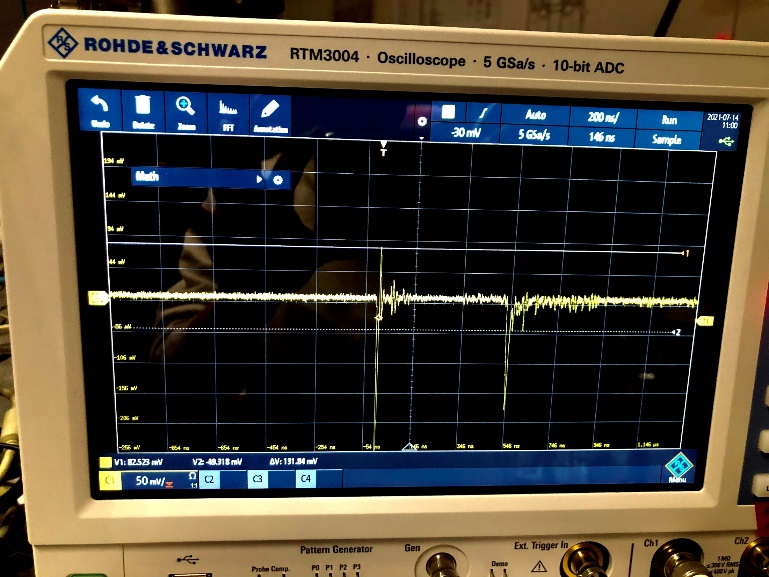 ROHDE&SCHWARZ RTM3004 · Oscilloscope · 5 GSa/s · 10-bit ADC
Undo Delete Zoom FFT Annotation
Auto 200 ns/ Run
-30 mV 5 GSa/s 146 ns Sample
2021-07-14
11:00
T
194 mV
Math
144 mV
94 mV
1
44 mV
-56 mV
2
-106 mV
-156 mV
-206 mV
-256 mV -854 ns -654 ns -454 ns -254 ns -54 ns 146 ns 346 ns 546 ns 746 ns 946 ns 1.146 µs
V1: 82.523 mV V2: -49.318 mV ΔV: 131.84 mV
Menu
C1 50 mV/ Ω 1:1 C2 C3 C4
Pattern Generator Gen Ext. Trigger In Ch1 Ch2
Probe Comp. P0 P1 P2 P3 Demo
1 MΩ
≤300 V RMS
≤400 V pk